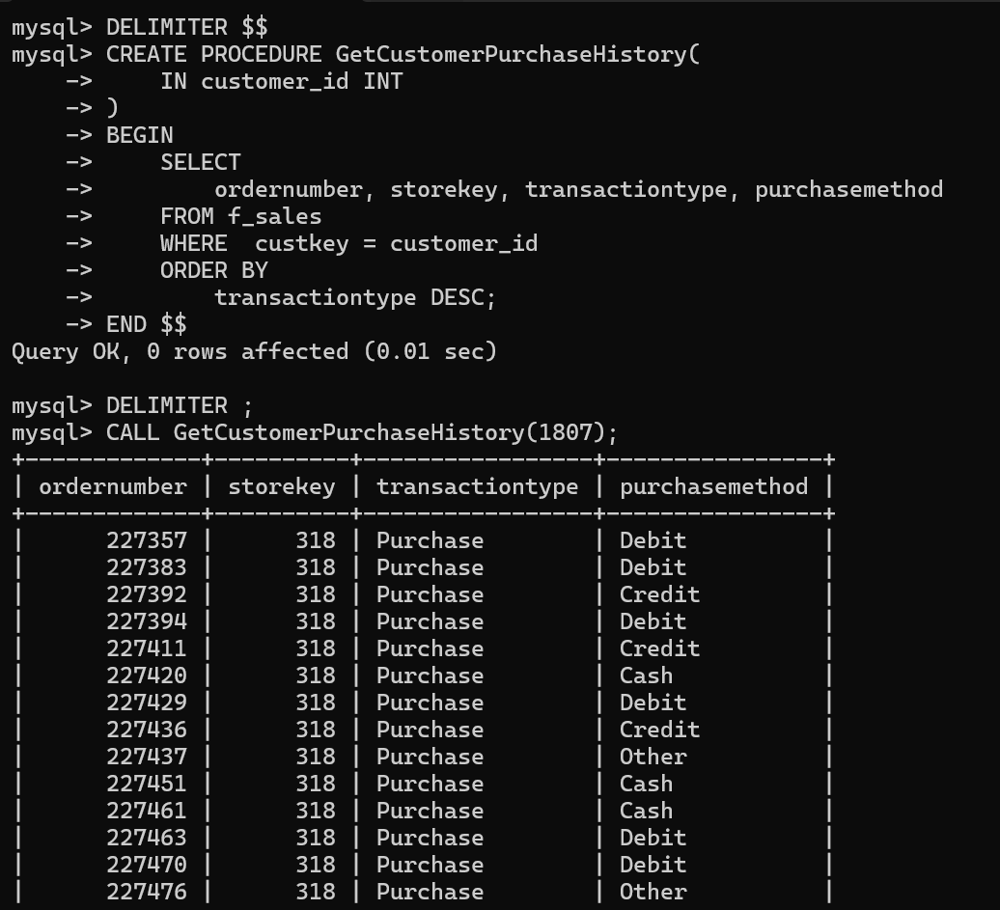 mysql> DELIMITER $$
mysql> CREATE PROCEDURE GetCustomerPurchaseHistory(
    ->     IN customer_id INT
    -> )
    -> BEGIN
    ->     SELECT
    ->         ordernumber, storekey, transactiontype, purchasemethod
    ->     FROM f_sales
    ->     WHERE  custkey = customer_id
    ->     ORDER BY
    ->         transactiontype DESC;
    -> END $$
Query OK, 0 rows affected (0.01 sec)

mysql> DELIMITER ;
mysql> CALL GetCustomerPurchaseHistory(1807);
+-------------+----------+-----------------+----------------+
| ordernumber | storekey | transactiontype | purchasemethod |
+-------------+----------+-----------------+----------------+
|      227357 |      318 | Purchase        | Debit          |
|      227383 |      318 | Purchase        | Debit          |
|      227392 |      318 | Purchase        | Credit         |
|      227394 |      318 | Purchase        | Debit          |
|      227411 |      318 | Purchase        | Credit         |
|      227420 |      318 | Purchase        | Cash           |
|      227429 |      318 | Purchase        | Debit          |
|      227436 |      318 | Purchase        | Credit         |
|      227437 |      318 | Purchase        | Other          |
|      227451 |      318 | Purchase        | Cash           |
|      227461 |      318 | Purchase        | Cash           |
|      227463 |      318 | Purchase        | Debit          |
|      227470 |      318 | Purchase        | Debit          |
|      227476 |      318 | Purchase        | Other          |